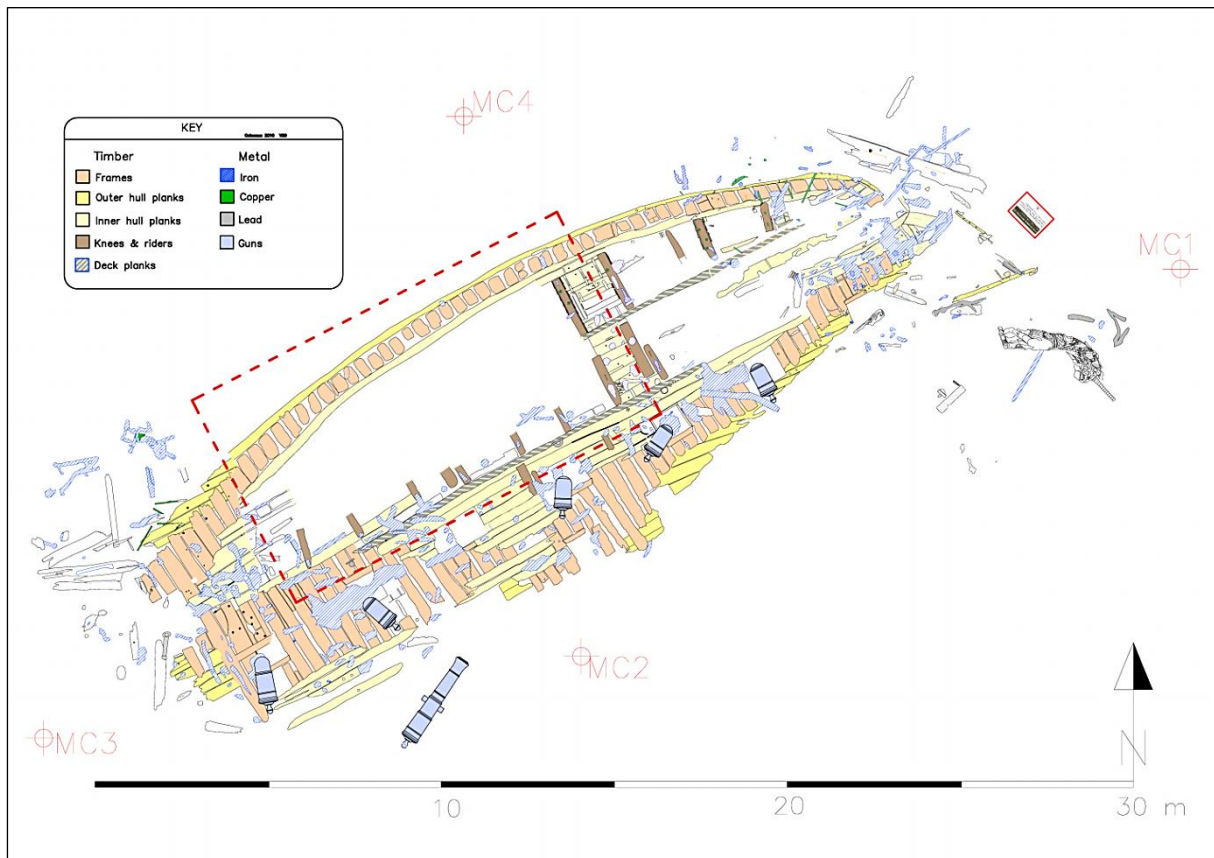 MC4
KEY
Timber
Frames
Outer hull planks
Inner hull planks
Knees & riders
Deck planks
Metal
Iron
Copper
Lead
Guns
MC1
MC2
MC3
N
10
20
30 m